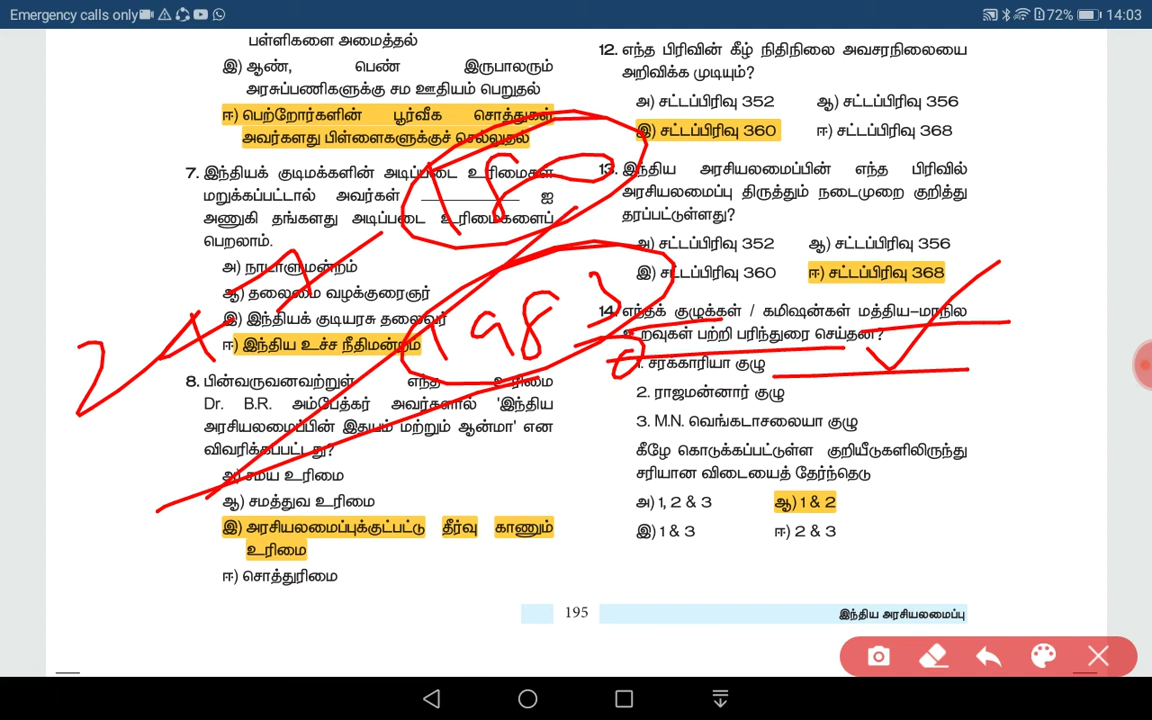 Emergency calls only
72% 14:03
பள்ளிகளை அமைத்தல்
இ) ஆண், பெண் இருபாலரும்
அரசுப்பணிகளுக்கு சம ஊதியம் பெறுதல்
ஈ) பெற்றோர்களின் பூர்வீக சொத்துகள்
அவர்களது பிள்ளைகளுக்குச் செல்லுதல்
7. இந்தியக் குடிமக்களின் அடிப்படை உரிமைகள்
மறுக்கப்பட்டால் அவர்கள் __________ ஐ
அணுகி தங்களது அடிப்படை உரிமைகளைப்
பெறலாம்.
அ) நாடாளுமன்றம்
ஆ) தலைமை வழக்குரைஞர்
இ) இந்தியக் குடியரசு தலைவர்
ஈ) இந்திய உச்ச நீதிமன்றம்
8. பின்வருவனவற்றுள் எந்த உரிமை
Dr. B.R. அம்பேத்கர் அவர்களால் 'இந்திய
அரசியலமைப்பின் இதயம் மற்றும் ஆன்மா' என
விவரிக்கப்பட்டது?
அ) சமய உரிமை
ஆ) சமத்துவ உரிமை
இ) அரசியலமைப்புக்குட்பட்டு தீர்வு காணும்
உரிமை
ஈ) சொத்துரிமை
12. எந்த பிரிவின் கீழ் நிதிநிலை அவசரநிலையை
அறிவிக்க முடியும்?
அ) சட்டப்பிரிவு 352 ஆ) சட்டப்பிரிவு 356
இ) சட்டப்பிரிவு 360 ஈ) சட்டப்பிரிவு 368
13. இந்திய அரசியலமைப்பின் எந்த பிரிவில்
அரசியலமைப்பு திருத்தும் நடைமுறை குறித்து
தரப்பட்டுள்ளது?
அ) சட்டப்பிரிவு 352 ஆ) சட்டப்பிரிவு 356
இ) சட்டப்பிரிவு 360 ஈ) சட்டப்பிரிவு 368
14. எந்தக் குழுக்கள் / கமிஷன்கள் மத்திய–மாநில
உறவுகள் பற்றி பரிந்துரை செய்தன?
1. சர்க்காரியா குழு
2. ராஜமன்னார் குழு
3. M.N. வெங்கடாசலையா குழு
கீழே கொடுக்கப்பட்டுள்ள குறியீடுகளிலிருந்து
சரியான விடையைத் தேர்ந்தெடு
அ) 1, 2 & 3 ஆ) 1 & 2
இ) 1 & 3 ஈ) 2 & 3
1983
195 இந்திய அரசியலமைப்பு